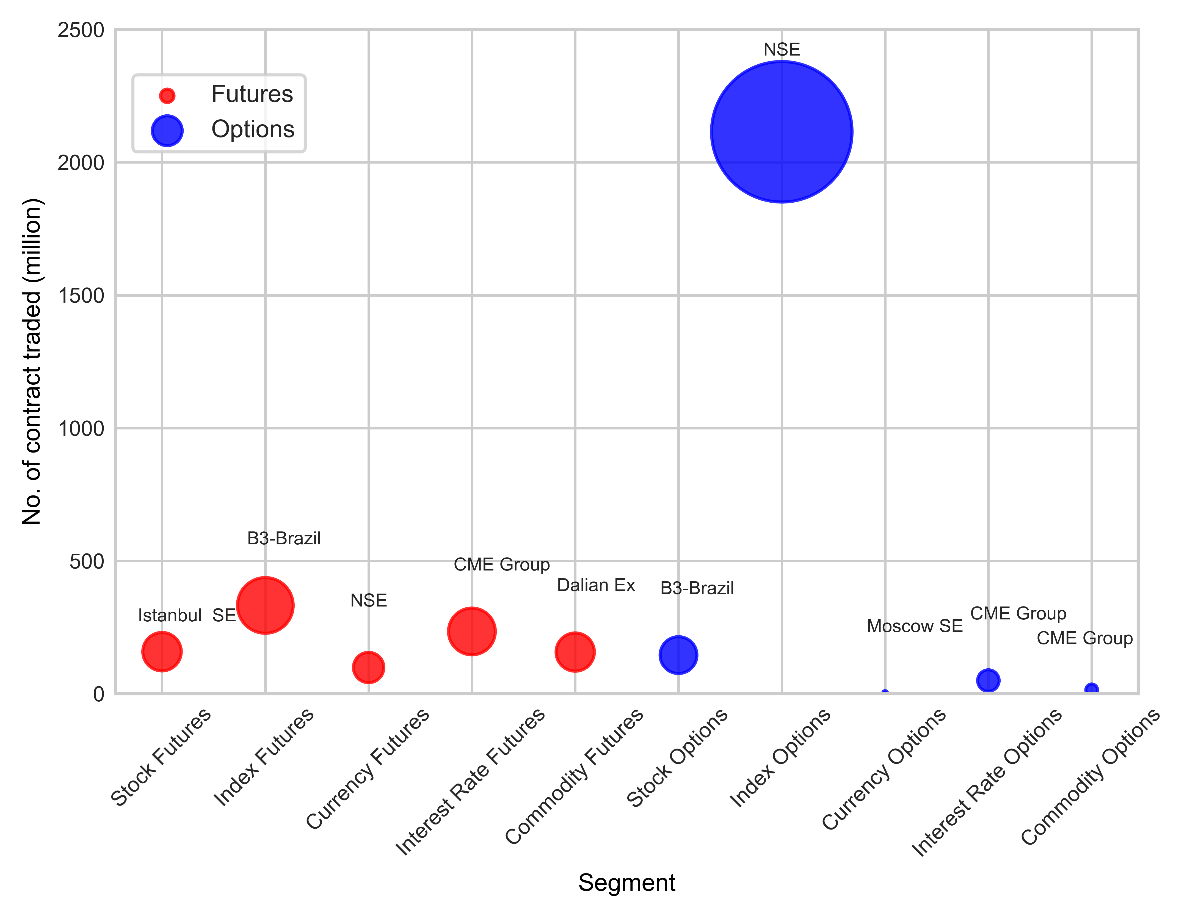 2500
2000
1500
1000
500
0
No. of contract traded (million)
Futures
Options
NSE
B3-Brazil
Istanbul SE
NSE
CME Group
Dalian Ex
B3-Brazil
Moscow SE
CME Group
CME Group
Stock Futures
Index Futures
Currency Futures
Interest Rate Futures
Commodity Futures
Stock Options
Index Options
Currency Options
Interest Rate Options
Commodity Options
Segment